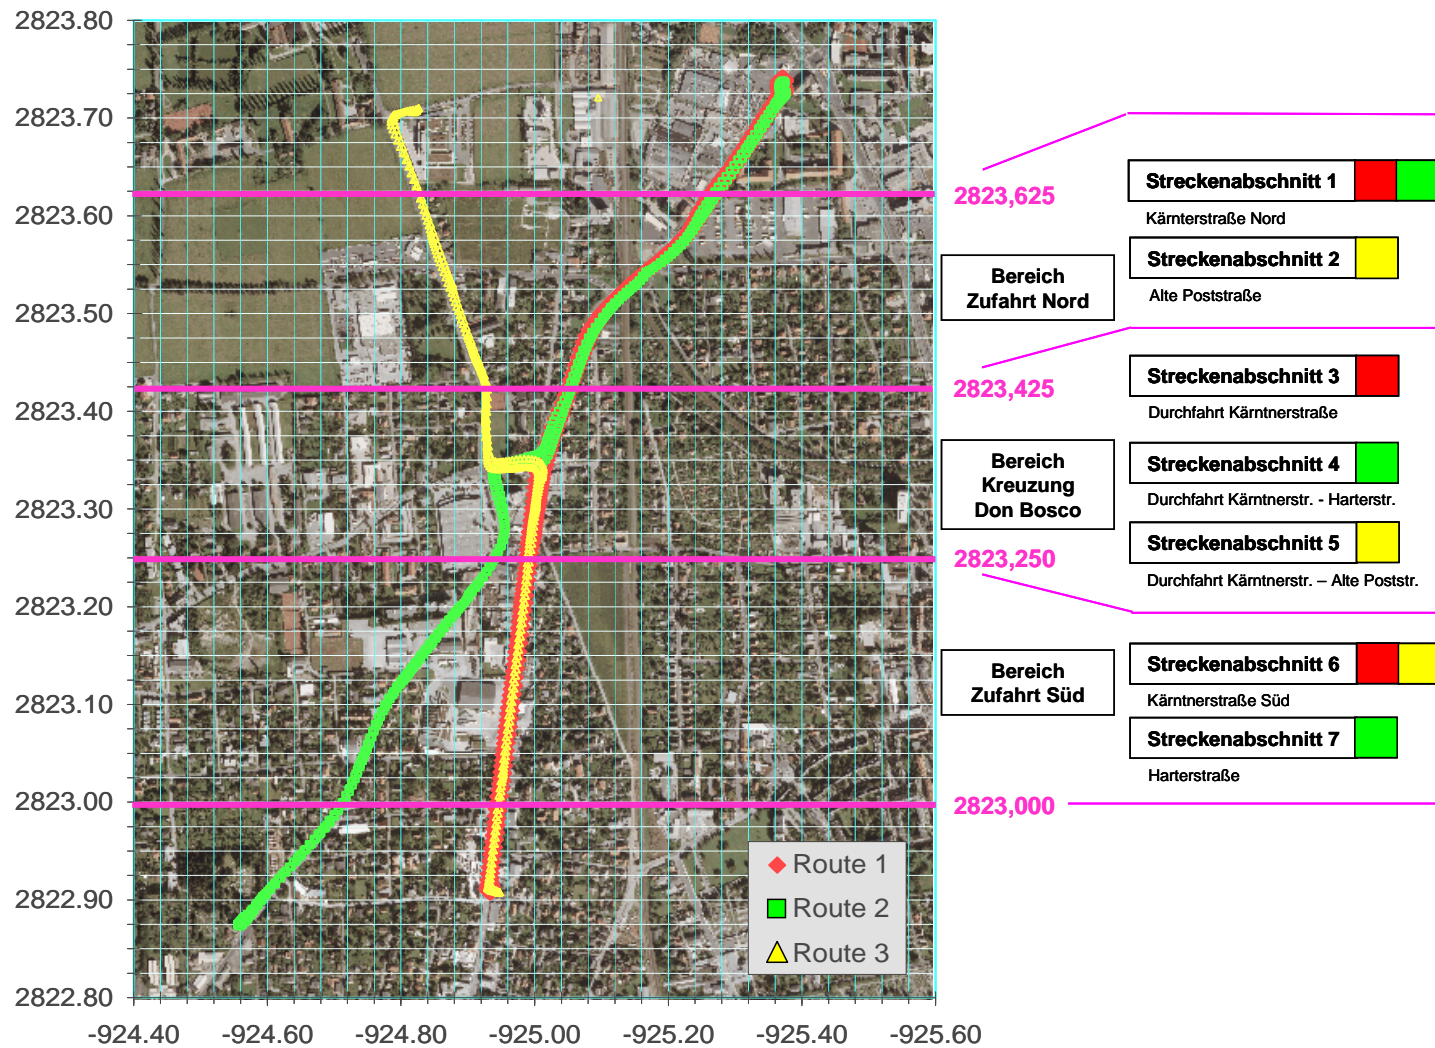 2823.80
2823.70
2823.60
2823.50
2823.40
2823.30
2823.20
2823.10
2823.00
2822.90
2822.80
-924.40
-924.60
-924.80
-925.00
-925.20
-925.40
-925.60
Route 1
Route 2
Route 3
2823,625
2823,425
2823,250
2823,000
Bereich
Zufahrt Nord
Bereich
Kreuzung
Don Bosco
Bereich
Zufahrt Süd
Streckenabschnitt 1
Kärnterstraße Nord
Streckenabschnitt 2
Alte Poststraße
Streckenabschnitt 3
Durchfahrt Kärntnerstraße
Streckenabschnitt 4
Durchfahrt Kärntnerstr. - Harterstr.
Streckenabschnitt 5
Durchfahrt Kärntnerstr. – Alte Poststr.
Streckenabschnitt 6
Kärntnerstraße Süd
Streckenabschnitt 7
Harterstraße